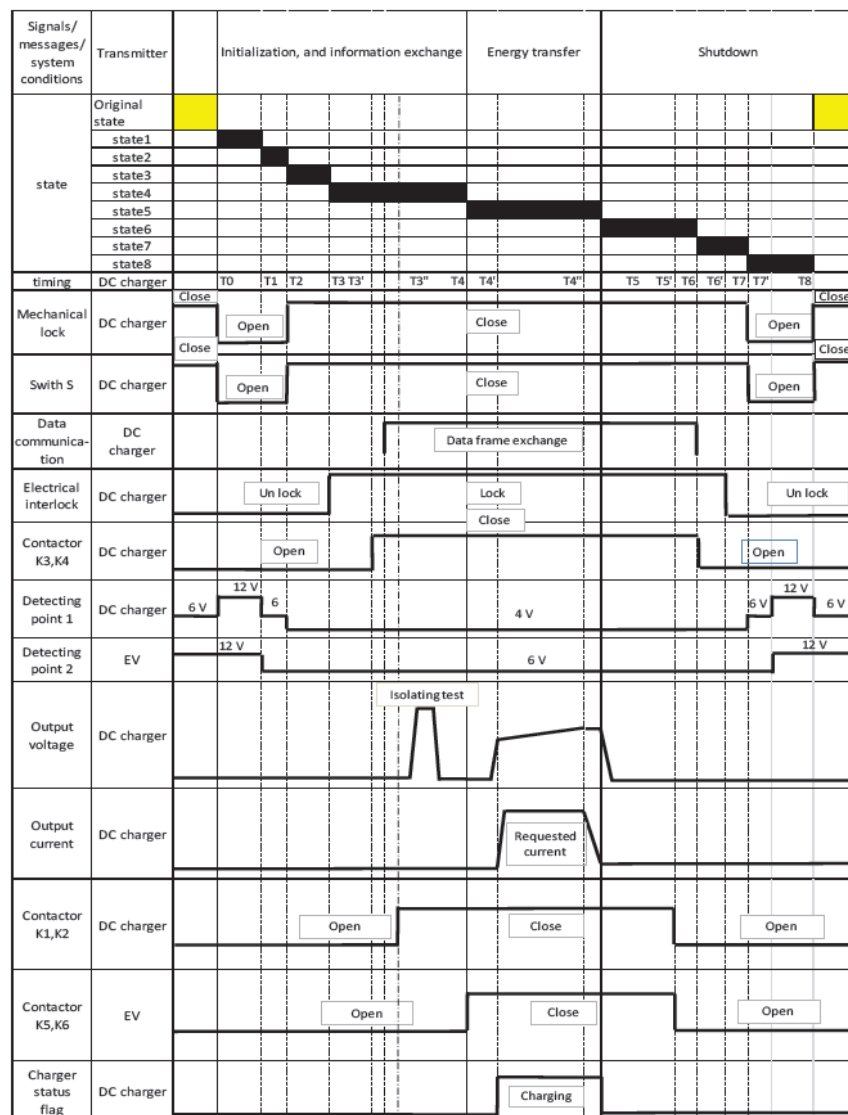 Signals/
messages/
system
conditions
Transmitter
Initialization, and information exchange
Energy transfer
Shutdown
state
Original
state
state1
state2
state3
state4
state5
state6
state7
state8
timing
DC charger
T0
T1
T2
T3 T3'
T3"
T4
T4'
T4"
T5
T5'
T6
T6'
T7
T7'
T8
Mechanical
lock
DC charger
Close
Open
Close
Open
Close
Swith S
DC charger
Close
Open
Close
Open
Close
Data
communica-
tion
DC
charger
Data frame exchange
Electrical
interlock
DC charger
Un lock
Lock
Un lock
Contactor
K3,K4
DC charger
Open
Close
Open
Detecting
point 1
DC charger
6 V
12 V
6
4 V
6 V
12 V
6 V
Detecting
point 2
EV
12 V
6 V
12 V
Output
voltage
DC charger
Isolating test
Output
current
DC charger
Requested
current
Contactor
K1,K2
DC charger
Open
Close
Open
Contactor
K5,K6
EV
Open
Close
Open
Charger
status
flag
DC charger
Charging